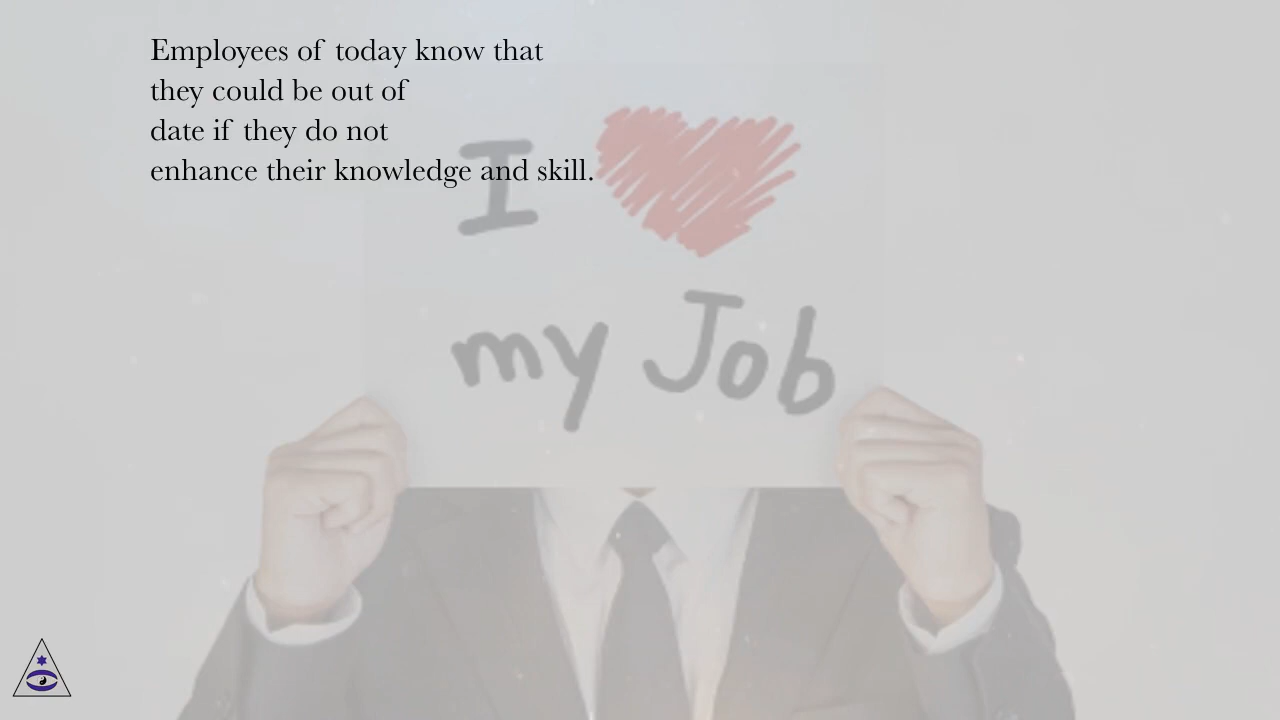 Employees of today know that
they could be out of
date if they do not
enhance their knowledge and skill.
I
my Job